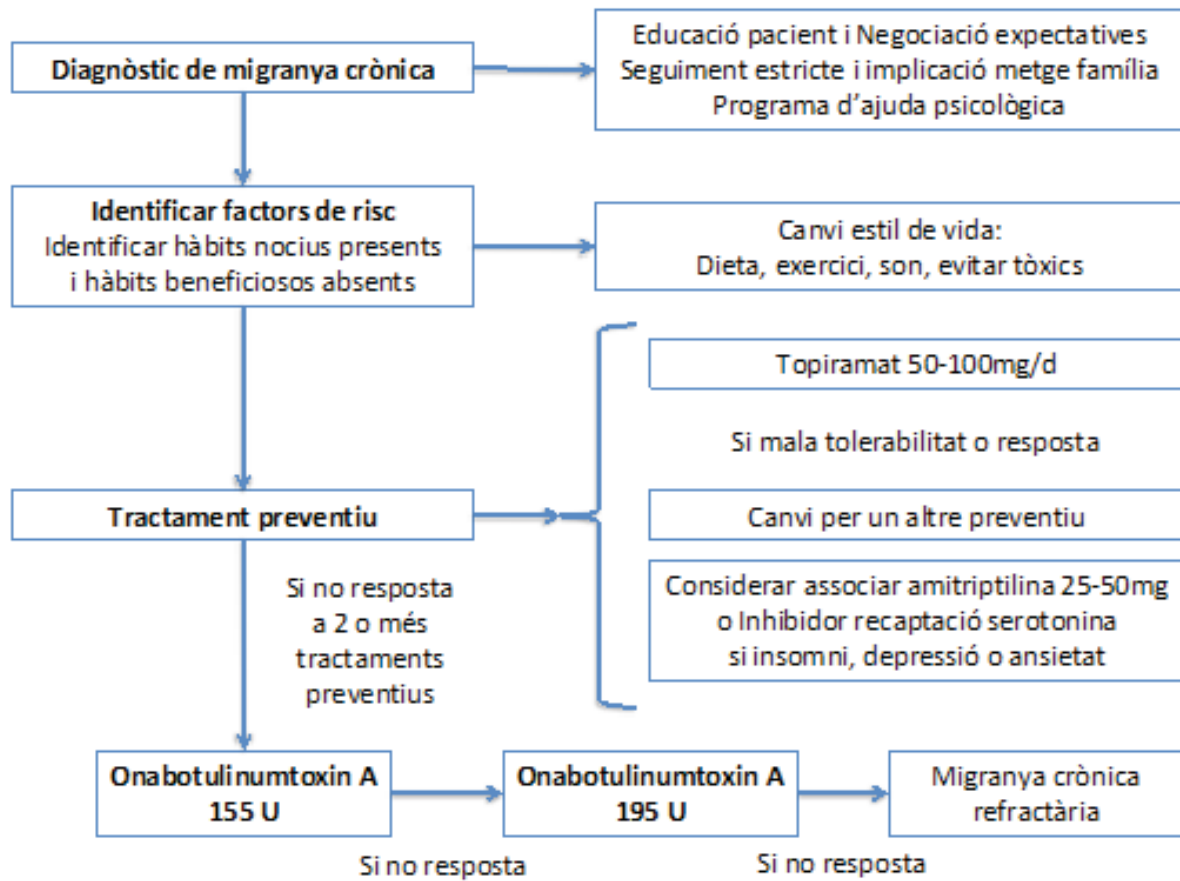 Diagnòstic de migranya crònica
Educació pacient i Negociació expectatives
Seguiment estricte i implicació metge família
Programa d'ajuda psicològica
Identificar factors de risc
Identificar hàbits nocius presents
i hàbits beneficiosos absents
Canvi estil de vida:
Dieta, exercici, son, evitar tòxics
Tractament preventiu
Topiramat 50-100mg/d
Si mala tolerabilitat o resposta
Canvi per un altre preventiu
Considerar associar amitriptilina 25-50mg
o Inhibidor recaptació serotonina
si insomni, depressió o ansietat
Si no resposta
a 2 o més
tractaments
preventius
Onabotulinumtoxin A
155 U
Si no resposta
Onabotulinumtoxin A
195 U
Si no resposta
Migranya crònica
refractària